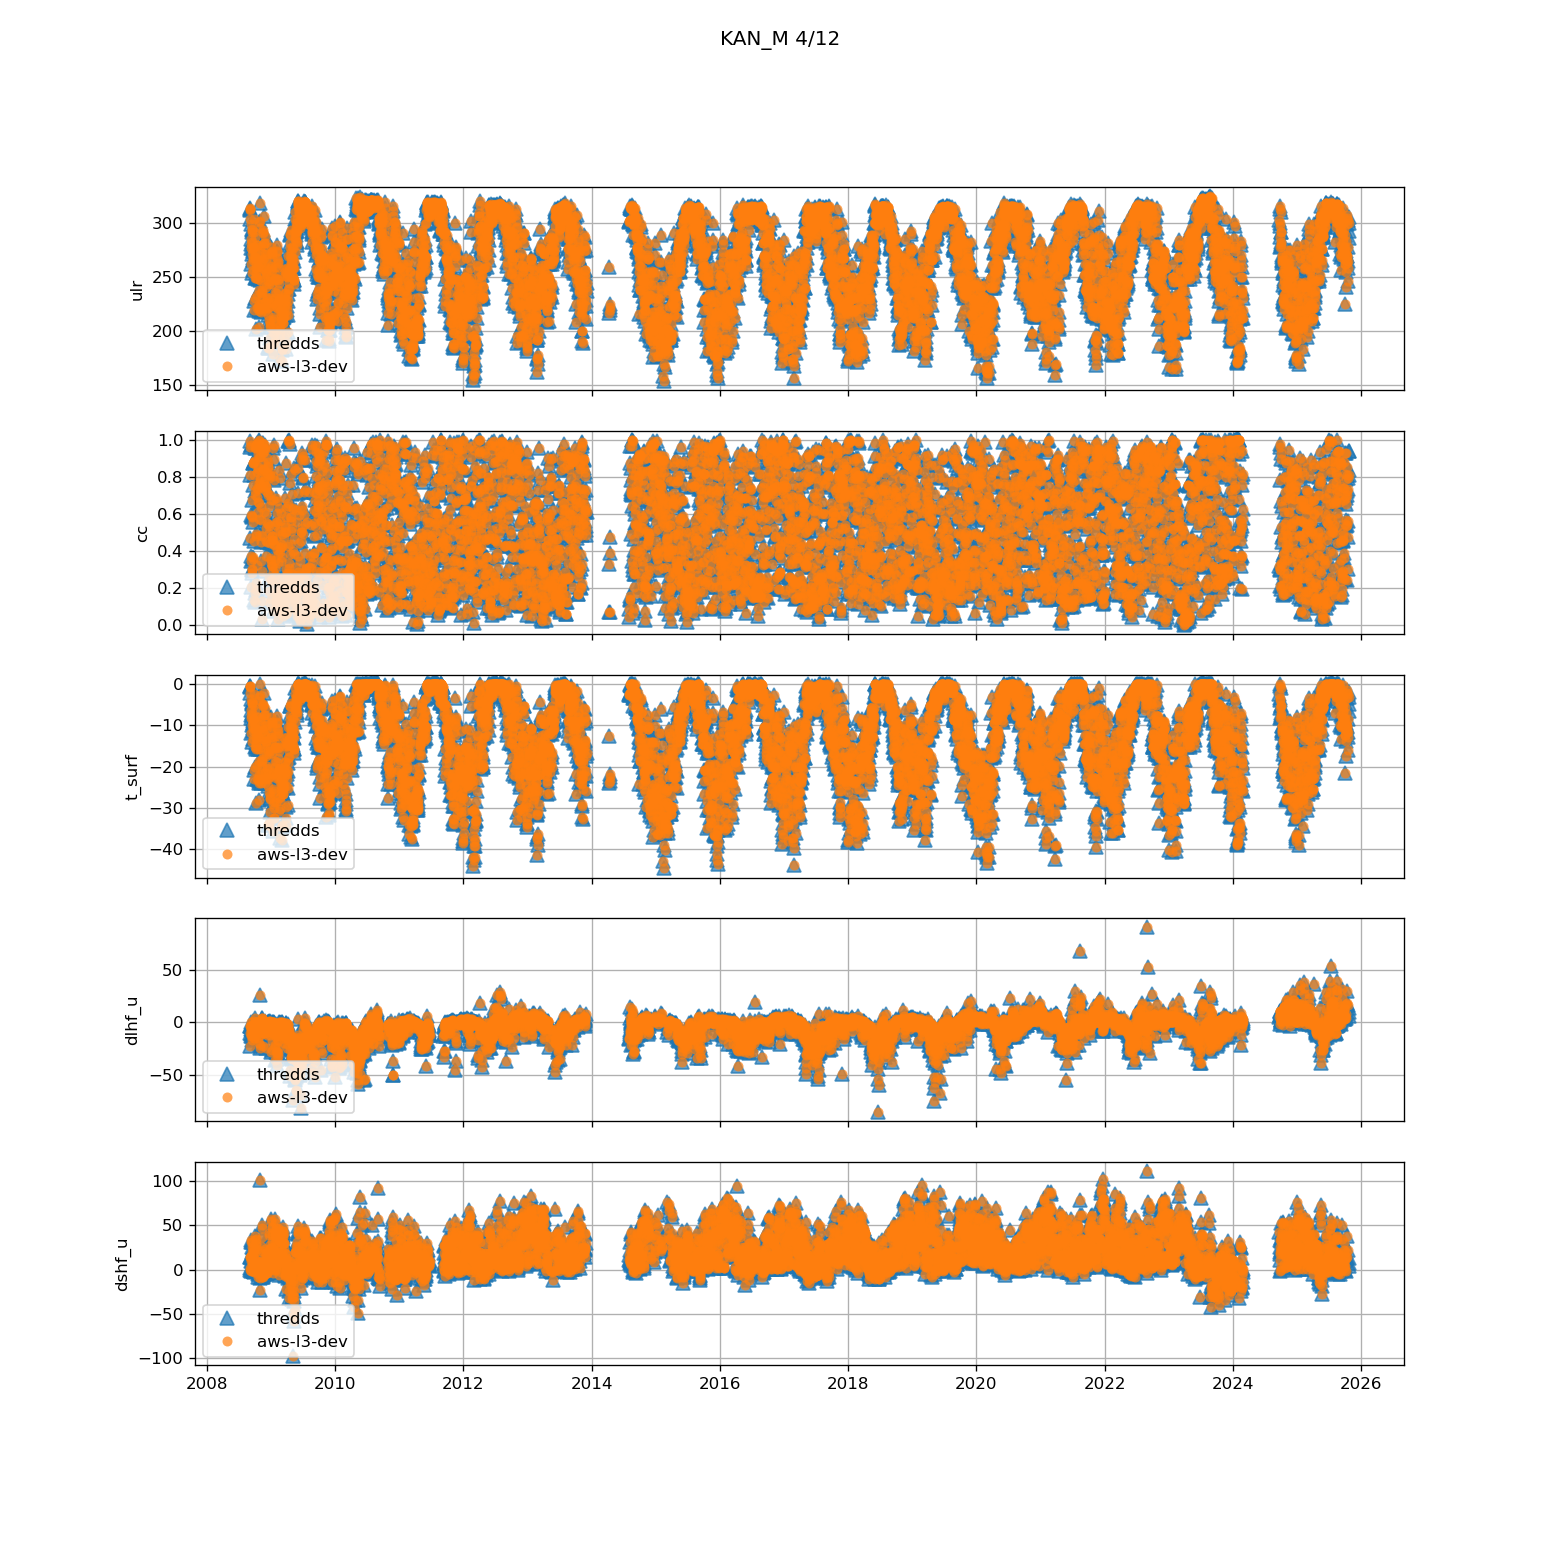 KAN_M 4/12
300
250
200
150
ulr
thredds
aws-l3-dev
1.0
0.8
0.6
0.4
0.2
0.0
cc
thredds
aws-l3-dev
0
−10
−20
−30
−40
t_surf
thredds
aws-l3-dev
50
0
−50
dlhf_u
thredds
aws-l3-dev
100
50
0
−50
−100
dshf_u
thredds
aws-l3-dev
2008 2010 2012 2014 2016 2018 2020 2022 2024 2026